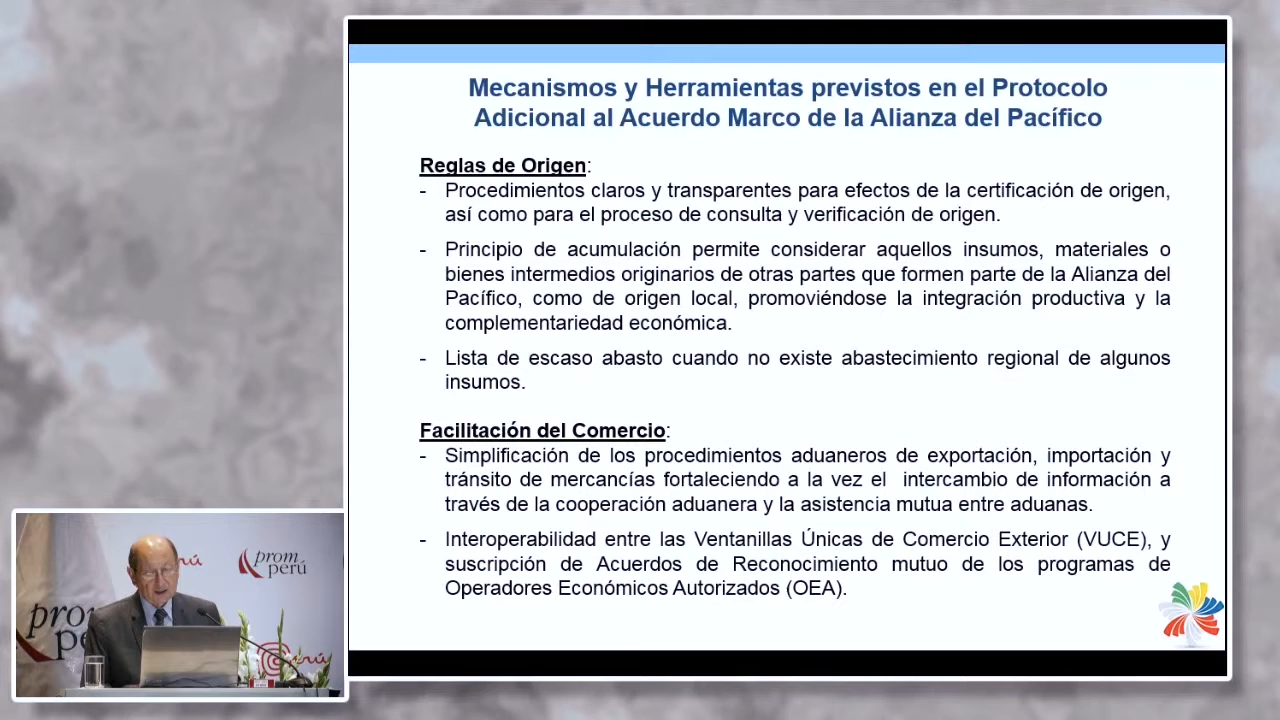 Mecanismos y Herramientas previstos en el Protocolo
Adicional al Acuerdo Marco de la Alianza del Pacífico
Reglas de Origen:
- Procedimientos claros y transparentes para efectos de la certificación de origen,
así como para el proceso de consulta y verificación de origen.
- Principio de acumulación permite considerar aquellos insumos, materiales o
bienes intermedios originarios de otras partes que formen parte de la Alianza del
Pacífico, como de origen local, promoviéndose la integración productiva y la
complementariedad económica.
- Lista de escaso abasto cuando no existe abastecimiento regional de algunos
insumos.
Facilitación del Comercio:
- Simplificación de los procedimientos aduaneros de exportación, importación y
tránsito de mercancías fortaleciendo a la vez el intercambio de información a
través de la cooperación aduanera y la asistencia mutua entre aduanas.
- Interoperabilidad entre las Ventanillas Únicas de Comercio Exterior (VUCE), y
suscripción de Acuerdos de Reconocimiento mutuo de los programas de
Operadores Económicos Autorizados (OEA).
prom
perú